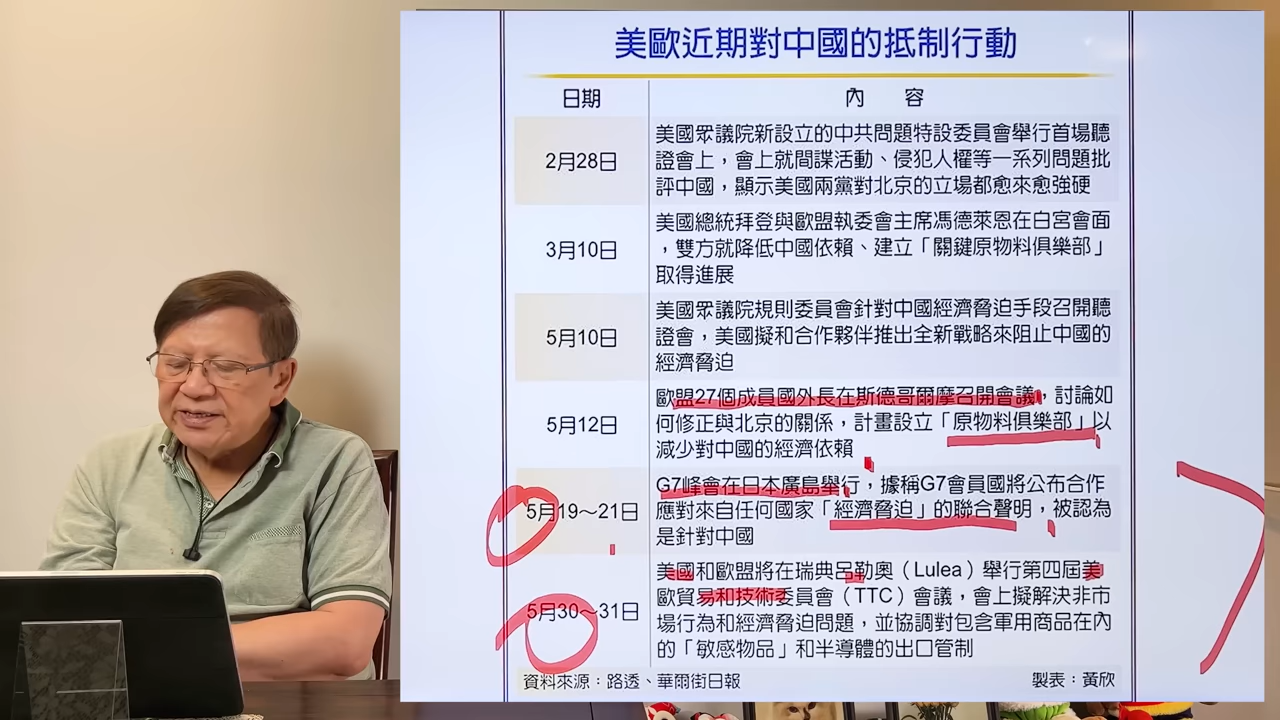 美歐近期對中國的抵制行動
日期
內 容
2月28日
美國眾議院新設立的中共問題特設委員會舉行首場聽
證會上，會上就間諜活動、侵犯人權等一系列問題批
評中國，顯示美國兩黨對北京的立場都愈來愈強硬
3月10日
美國總統拜登與歐盟執委會主席馮德萊恩在白宮會面
，雙方就降低中國依賴、建立「關鍵原物料俱樂部」
取得進展
5月10日
美國眾議院規則委員會針對中國經濟脅迫手段召開聽
證會，美國擬和合作夥伴推出全新戰略來阻止中國的
經濟脅迫
5月12日
歐盟27個成員國外長在斯德哥爾摩召開會議，討論如
何修正與北京的關係，計畫設立「原物料俱樂部」以
減少對中國的經濟依賴
5月19～21日
G7峰會在日本廣島舉行，據稱G7會員國將公布合作
應對來自任何國家「經濟脅迫」的聯合聲明，被認為
是針對中國
5月30～31日
美國和歐盟將在瑞典呂勒奧（Lulea）舉行第四屆美
歐貿易和技術委員會（TTC）會議，會上擬解決非市
場行為和經濟脅迫問題，並協調對包含軍用商品在內
的「敏感物品」和半導體的出口管制
資料來源：路透、華爾街日報
製表：黃欣